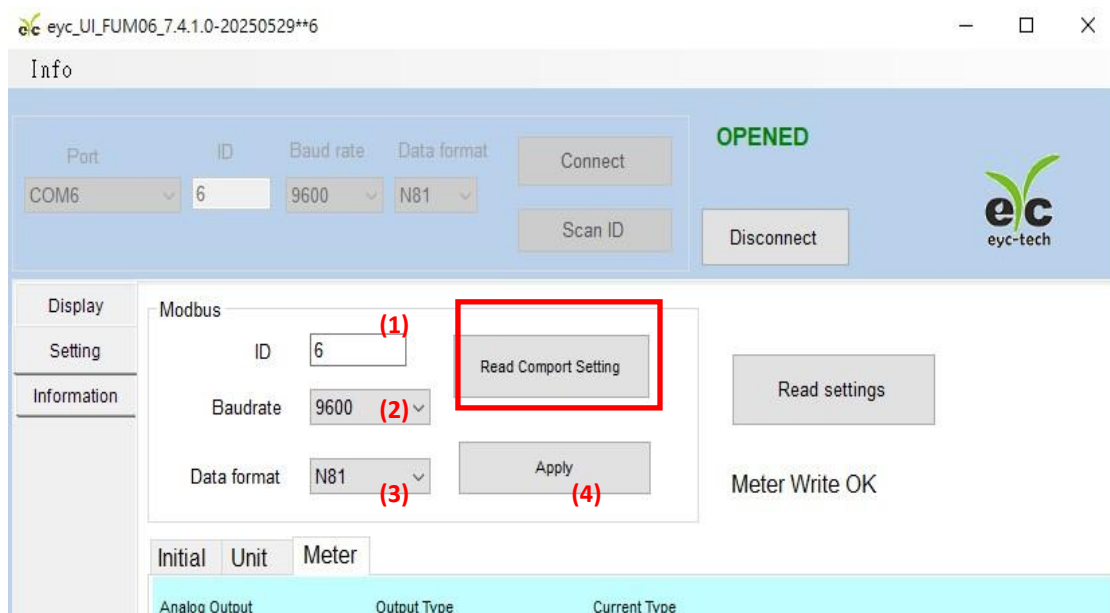 eyc_UI_FUM06_7.4.1.0-20250529**6
Info
Port ID Baud rate Data format
COM6 6 9600 N81
Connect
Scan ID
OPENED
Disconnect
eyc
eyc-tech
Display
Setting
Information
Modbus
ID 6 (1)
Read Comport Setting
Baudrate 9600 (2)
Data format N81 (3)
Apply (4)
Read settings
Meter Write OK
Initial Unit Meter
Analog Output Output Type Current Type